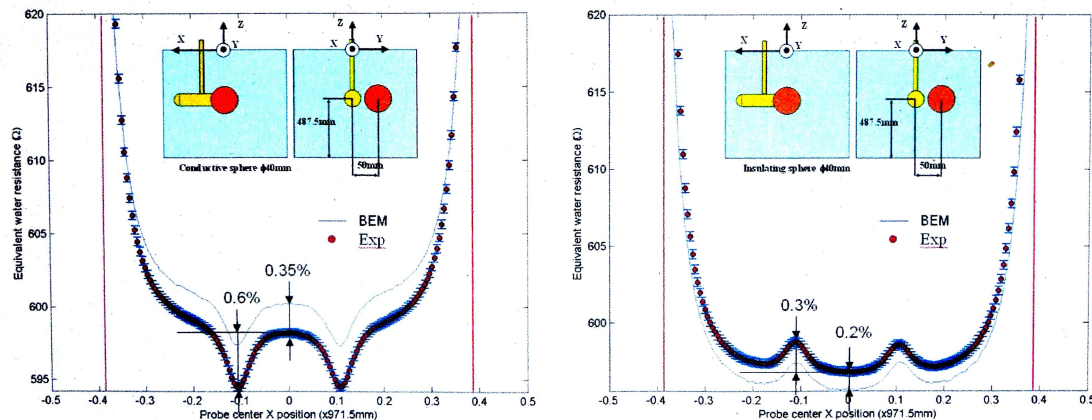 620
615
610
605
600
595
Equivalent water resistance Ω
Z
X
Y
Z
X
Y
487.5mm
Conductive sphere ϕ40mm
50mm
BEM
Exp
0.6%
0.35%
-0.5
-0.4
-0.3
-0.2
-0.1
0
0.1
0.2
0.3
0.4
0.5
Probe center X position (x971.5mm)
620
615
610
605
600
Equivalent water resistance Ω
Z
X
Y
Z
X
Y
487.5mm
Insulating sphere ϕ40mm
50mm
BEM
Exp
0.3%
0.2%
-0.5
-0.4
-0.3
-0.2
-0.1
0
0.1
0.2
0.3
0.4
Probe center X position (x971.5mm)